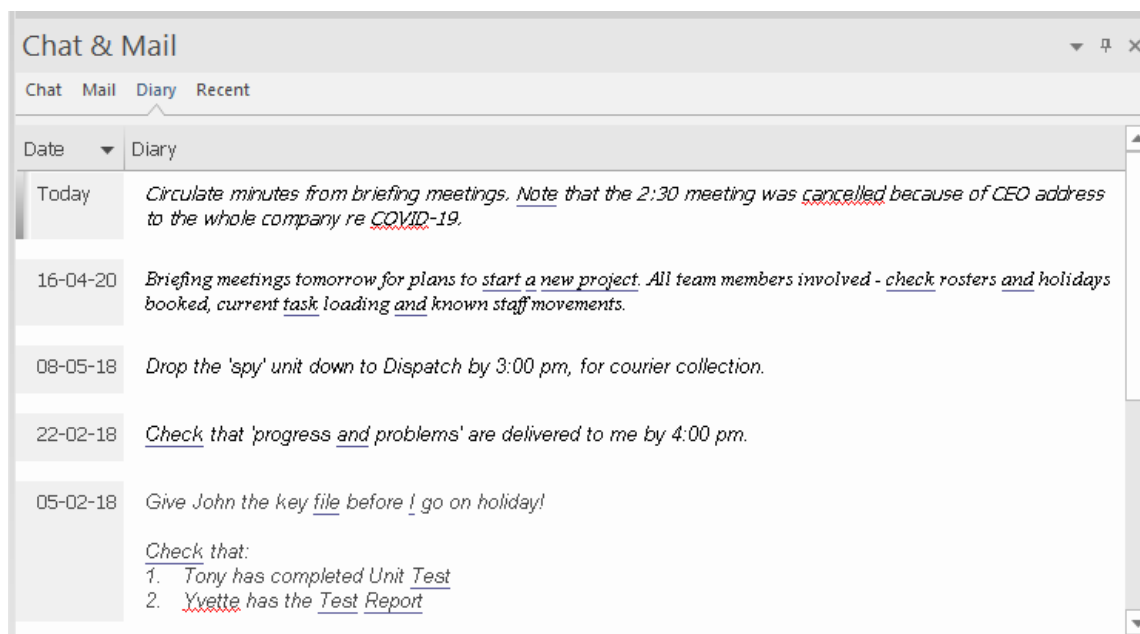 Chat & Mail
Chat Mail Diary Recent
Date Diary
Today Circulate minutes from briefing meetings. Note that the 2:30 meeting was cancelled because of CEO address
to the whole company re COVID-19.
16-04-20 Briefing meetings tomorrow for plans to start a new project. All team members involved - check rosters and holidays
booked, current task loading and known staff movements.
08-05-18 Drop the 'spy' unit down to Dispatch by 3:00 pm, for courier collection.
22-02-18 Check that 'progress and problems' are delivered to me by 4:00 pm.
05-02-18 Give John the key file before I go on holiday!
Check that:
1. Tony has completed Unit Test
2. Yvette has the Test Report